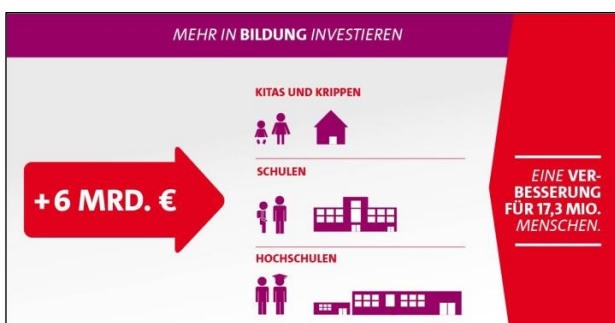 MEHR IN BILDUNG INVESTIEREN
KITAS UND KRIPPEN
+6 MRD. €
SCHULEN
HOCHSCHULEN
EINE VER-
BESSERUNG
FÜR 17,3 MIO.
MENSCHEN.